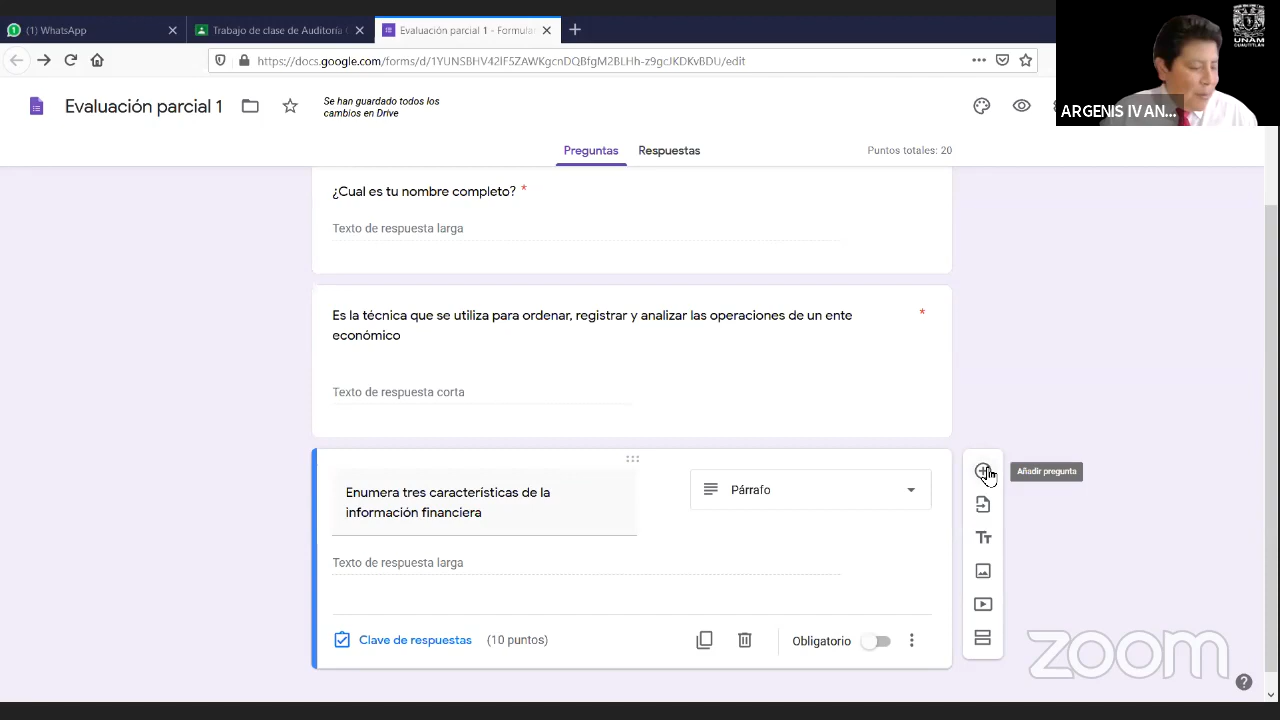 (1) WhatsApp
Trabajo de clase de Auditoría
Evaluación parcial 1 - Formula
https://docs.google.com/forms/d/1YUNSBHV42lF5ZAWKgcnDQBfgM2BLHh-z9gcJKDKvBDU/edit
UNAM
CUAUTITLÁN
ARGENIS IVAN...
Evaluación parcial 1
Se han guardado todos los
cambios en Drive
Preguntas
Respuestas
Puntos totales: 20
¿Cual es tu nombre completo? *
Texto de respuesta larga
Es la técnica que se utiliza para ordenar, registrar y analizar las operaciones de un ente *
económico
Texto de respuesta corta
Enumera tres características de la
información financiera
Párrafo
Añadir pregunta
Texto de respuesta larga
Clave de respuestas
(10 puntos)
Obligatorio
zoom